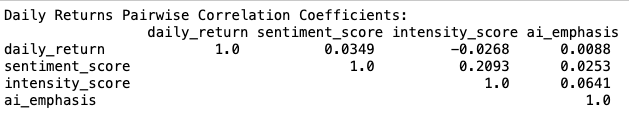 Daily Returns Pairwise Correlation Coefficients:
                 daily_return sentiment_score intensity_score ai_emphasis
daily_return              1.0          0.0349         −0.0268      0.0088
sentiment_score                           1.0          0.2093      0.0253
intensity_score                                           1.0      0.0641
ai_emphasis                                                           1.0